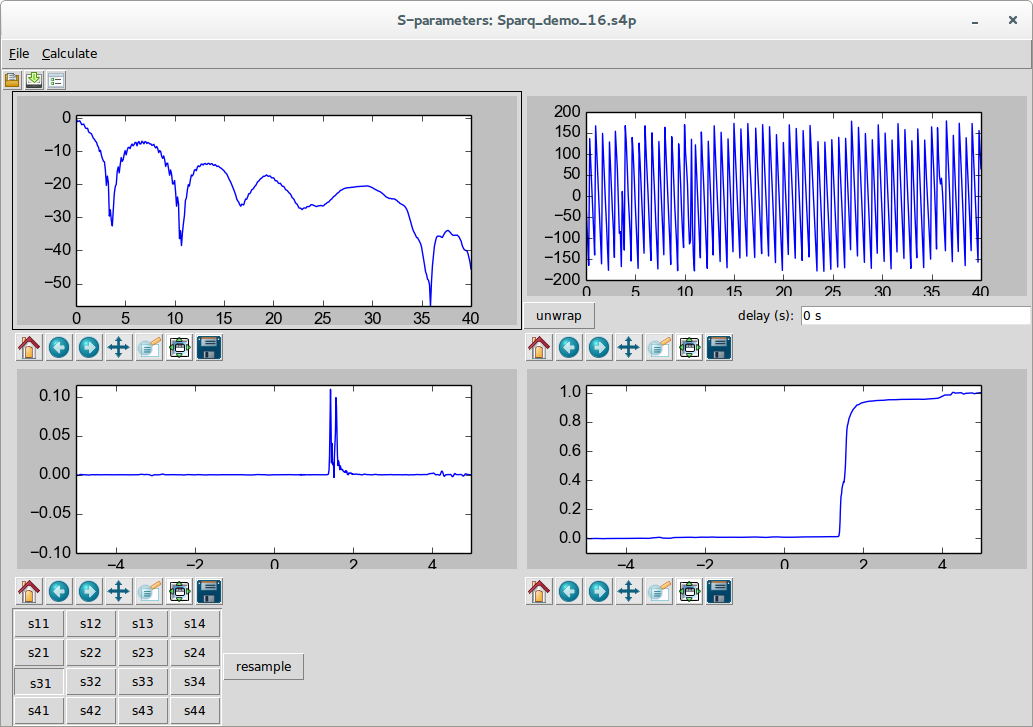 S-parameters: Sparq_demo_16.s4p
File Calculate
0
−10
−20
−30
−40
−50
0 5 10 15 20 25 30 35 40
200
150
100
50
0
−50
−100
−150
−200
0 5 10 15 20 25 30 35 40
unwrap delay (s): 0 s
0.10
0.05
0.00
−0.05
−0.10
−4 −2 0 2 4
1.0
0.8
0.6
0.4
0.2
0.0
−4 −2 0 2 4
s11 s12 s13 s14
s21 s22 s23 s24
resample
s31 s32 s33 s34
s41 s42 s43 s44